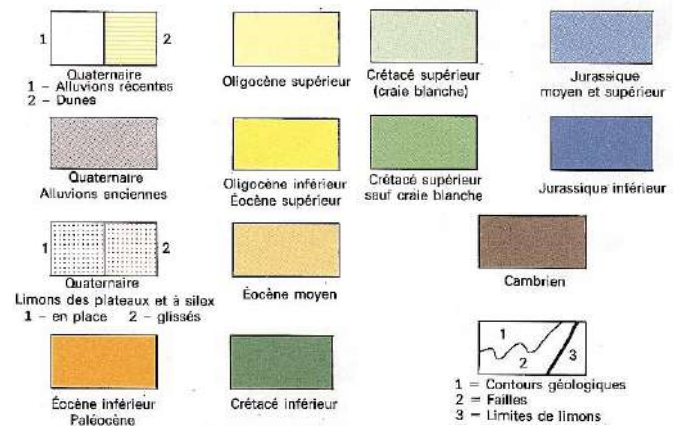 1 2
Quaternaire
1 - Alluvions récentes
2 - Dunes
Oligocène supérieur
Crétacé supérieur
(craie blanche)
Jurassique
moyen et supérieur
Quaternaire
Alluvions anciennes
Oligocène inférieur
Éocène supérieur
Crétacé supérieur
sauf craie blanche
Jurassique inférieur
1 2
Quaternaire
Limons des plateaux et à silex
1 - en place 2 - glissés
Éocène moyen
Cambrien
Éocène inférieur
Paléocène
Crétacé inférieur
1
2
3
1 = Contours géologiques
2 = Failles
3 - Limites de limons